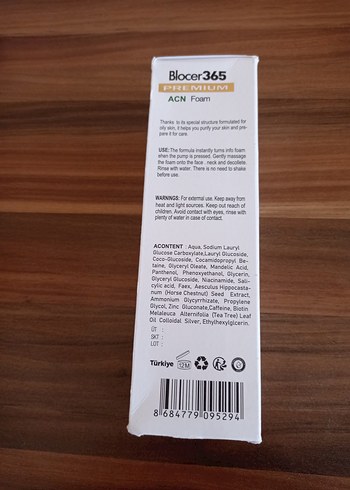 Blocer365
PREMIUM
ACN Foam
Thanks to its special structure formulated for
oily skin, it helps you purify your skin and pre-
pare it for care.
USE: The formula instantly turns info foam
when the pump is pressed. Gently massage
the foam onto the face . neck and decollete.
Rinse with water. There is no need to shake
before use.
WARNINGS: For external use. Keep away from
heat and light sources. Keep out reach of
children. Avoid contact with eyes, rinse with
plenty of water in case of contact.
ACONTENT : Aqua, Sodium Lauryl
Glucose Carboxylate,Lauryl Glucoside,
Coco-Glucoside, Cocamidopropyl Be-
taine, Glyceryl Oleate, Mandelic Acid,
Panthenol, Phenoxyethanol, Glycerin,
Glyceryl Glucoside, Niacinamide, Sali-
cylic acid, Faex, Aesculus Hippocasta-
num (Horse Chestnut) Seed Extract,
Ammonium Glycyrrhizate, Propylene
Glycol, Zinc Gluconate,Caffeine, Biotin
Melaleuca Alternifolia (Tea Tree) Leaf
Oil Colloidal Silver, Ethylhexylgicerin.
ÜT :
SKT :
LOT :
Türkiye 12M
8 684779 095294